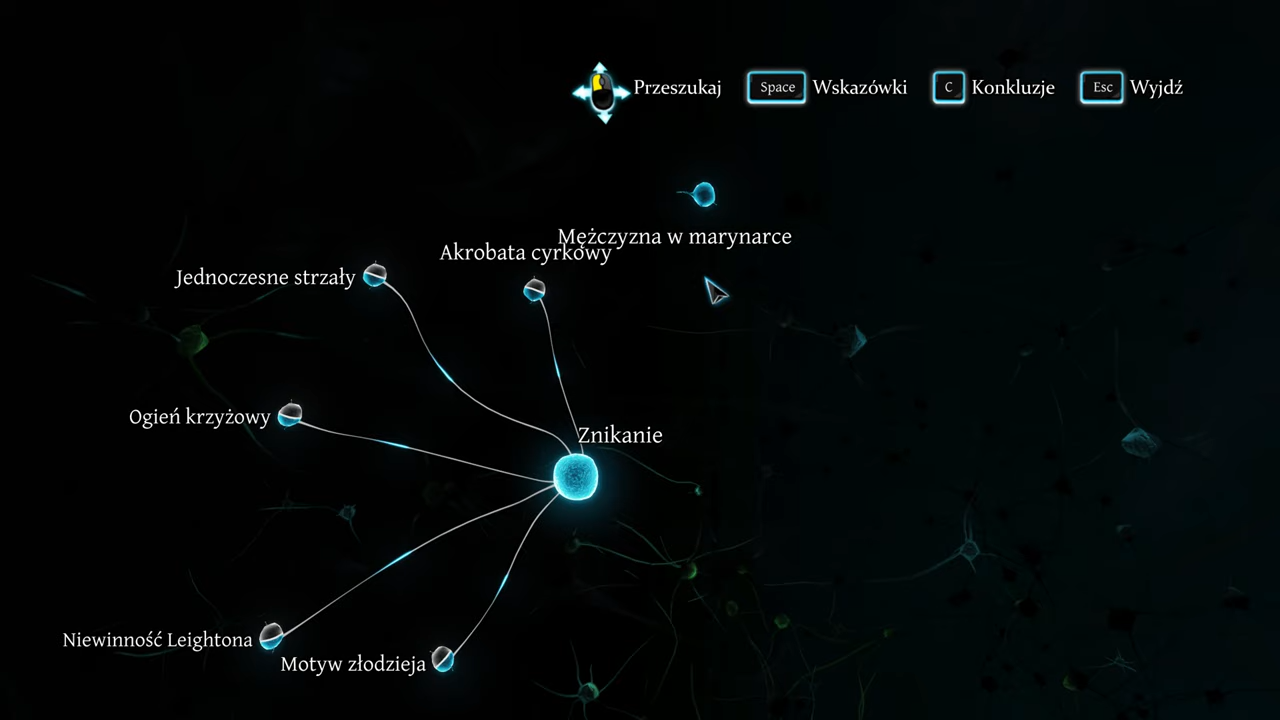 Przeszukaj
Space
Wskazówki
C
Konkluzje
Esc
Wyjdź
Mężczyzna w marynarce
Akrobata cyrkowy
Jednoczesne strzały
Ogień krzyżowy
Znikanie
Niewinność Leightona
Motyw złodzieja